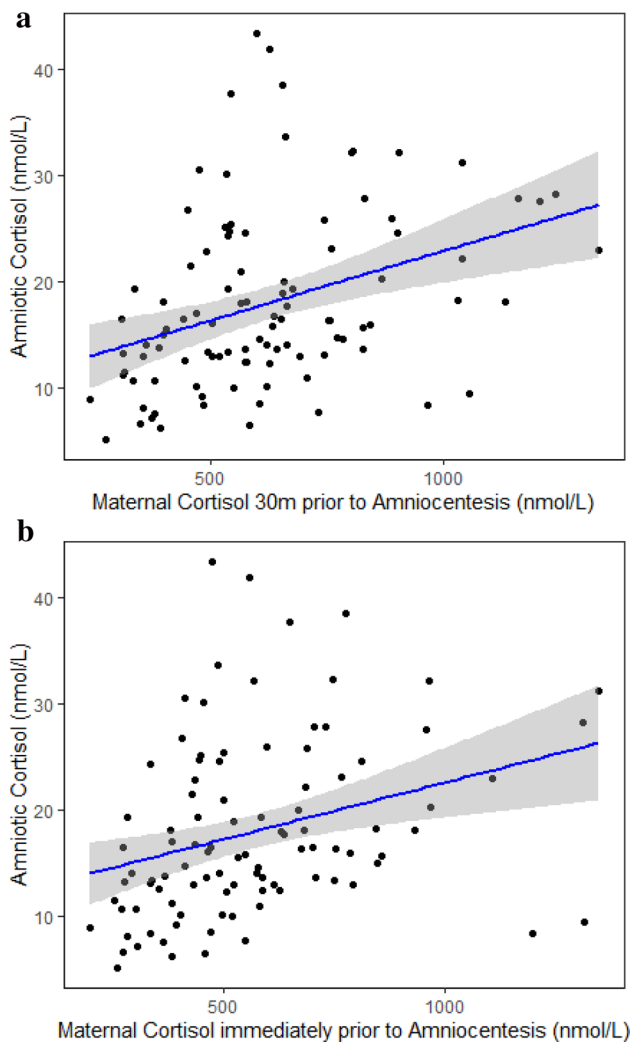 a
40
30
20
10
Amniotic Cortisol (nmol/L)
500
1000
Maternal Cortisol 30m prior to Amniocentesis (nmol/L)
b
40
30
20
10
Amniotic Cortisol (nmol/L)
500
1000
Maternal Cortisol immediately prior to Amniocentesis (nmol/L)